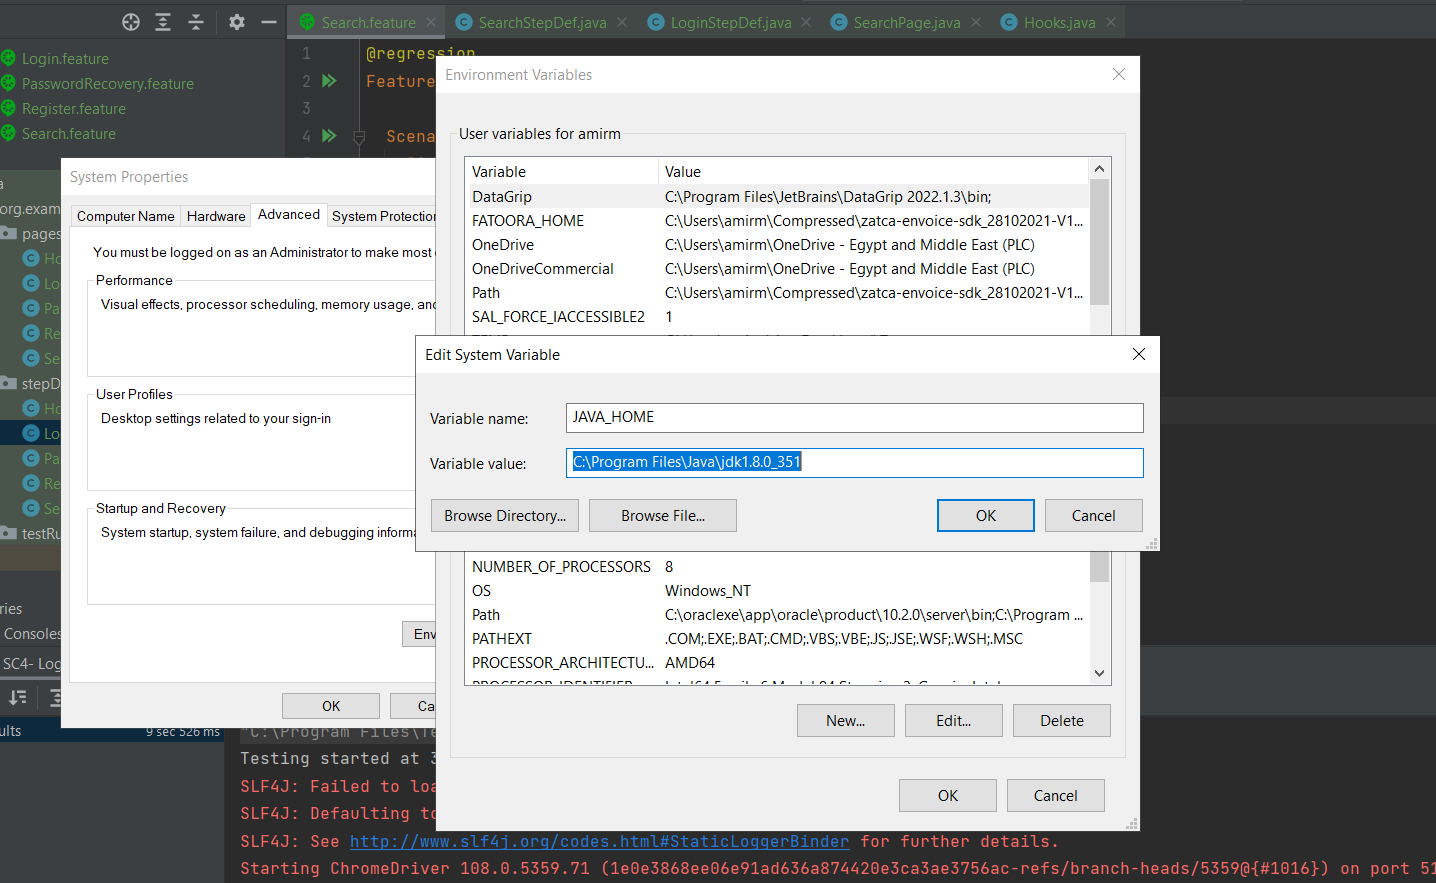 Search.feature
SearchStepDef.java
LoginStepDef.java
SearchPage.java
Hooks.java
Login.feature
PasswordRecovery.feature
Register.feature
Search.feature
a
org.exam
pages
Ho
Lo
Pa
Re
Se
stepD
Ho
Lo
Pa
Re
Se
testRu
ries
Consoles
SC4- Log
ults
9 sec 526 ms
1 @regression
2 Feature
3
4 Scena
System Properties
Computer Name Hardware Advanced System Protection
You must be logged on as an Administrator to make most
Performance
Visual effects, processor scheduling, memory usage, and
User Profiles
Desktop settings related to your sign-in
Startup and Recovery
System startup, system failure, and debugging informa
Env
OK Ca
Environment Variables
User variables for amirm
Variable Value
DataGrip C:\Program Files\JetBrains\DataGrip 2022.1.3\bin;
FATOORA_HOME C:\Users\amirm\Compressed\zatca-envoice-sdk_28102021-V1...
OneDrive C:\Users\amirm\OneDrive - Egypt and Middle East (PLC)
OneDriveCommercial C:\Users\amirm\OneDrive - Egypt and Middle East (PLC)
Path C:\Users\amirm\Compressed\zatca-envoice-sdk_28102021-V1...
SAL_FORCE_IACCESSIBLE2 1
Edit System Variable
Variable name: JAVA_HOME
Variable value: C:\Program Files\Java\jdk1.8.0_351
Browse Directory... Browse File... OK Cancel
NUMBER_OF_PROCESSORS 8
OS Windows_NT
Path C:\oraclexe\app\oracle\product\10.2.0\server\bin;C:\Program ...
PATHEXT .COM;.EXE;.BAT;.CMD;.VBS;.VBE;.JS;.JSE;.WSF;.WSH;.MSC
PROCESSOR_ARCHITECTU... AMD64
New... Edit... Delete
OK Cancel
"C:\Program Files\Te
Testing started at 3
SLF4J: Failed to loa
SLF4J: Defaulting to
SLF4J: See http://www.slf4j.org/codes.html#StaticLoggerBinder for further details.
Starting ChromeDriver 108.0.5359.71 (1e0e3868ee06e91ad636a874420e3ca3ae3756ac-refs/branch-heads/5359@{#1016}) on port 51